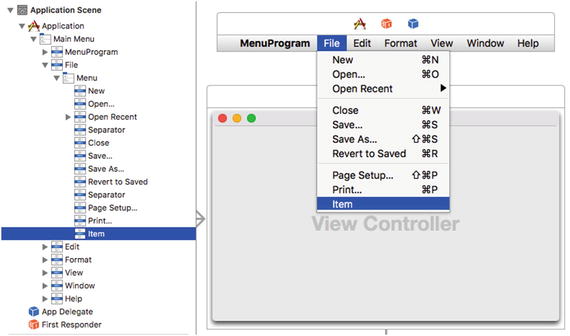 Application Scene
Application
Main Menu
MenuProgram
File
Menu
New
Open...
Open Recent
Separator
Close
Save...
Save As...
Revert to Saved
Separator
Page Setup...
Print...
Item
Edit
Format
View
Window
Help
App Delegate
First Responder
MenuProgram File Edit Format View Window Help
New ⌘N
Open... ⌘O
Open Recent ▶
Close ⌘W
Save... ⌘S
Save As... ⇧⌘S
Revert to Saved ⌘R
Page Setup... ⇧⌘P
Print... ⌘P
Item
View Controller